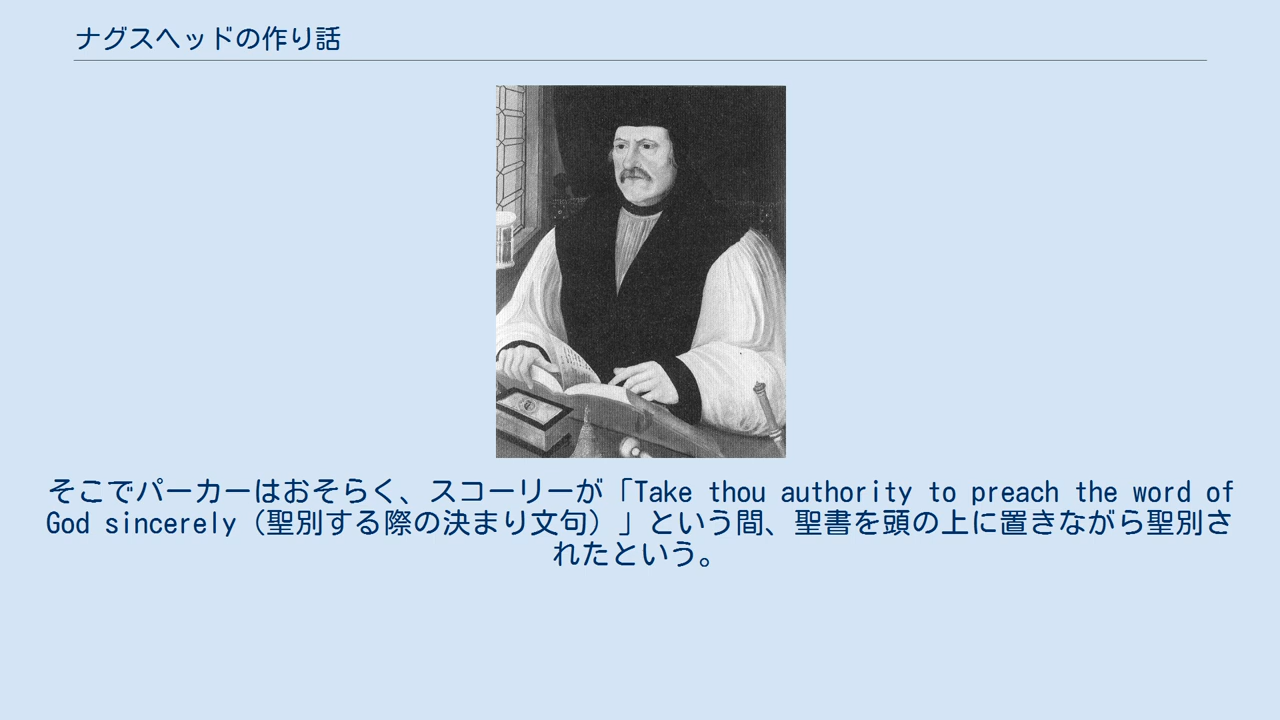 ナグスヘッドの作り話
そこでパーカーはおそらく、スコーリーが「Take thou authority to preach the word of
God sincerely（聖別する際の決まり文句）」という間、聖書を頭の上に置きながら聖別さ
れたという。